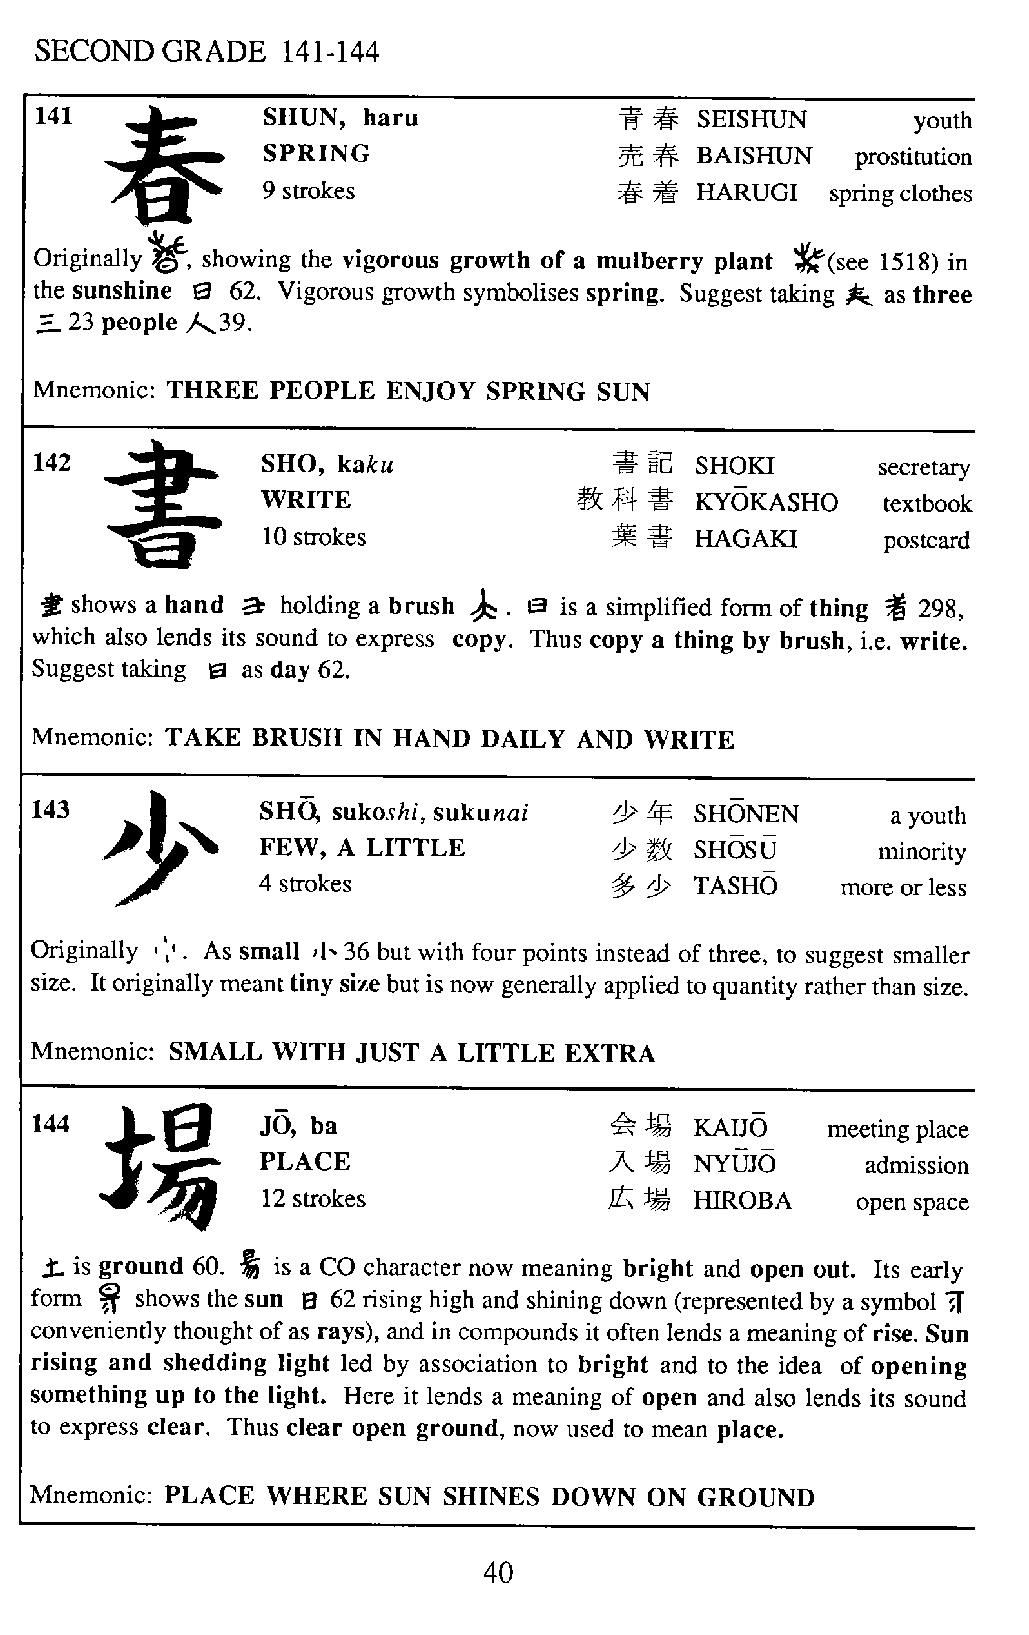 SECOND GRADE 141-144
141 春 SHUN, haru 青春 SEISHUN youth
SPRING 売春 BAISHUN prostitution
9 strokes 春着 HARUGI spring clothes
Originally , showing the vigorous growth of a mulberry plant (see 1518) in
the sunshine 日 62. Vigorous growth symbolises spring. Suggest taking 𡗗 as three
三 23 people 人 39.
Mnemonic: THREE PEOPLE ENJOY SPRING SUN
142 書 SHO, kaku 書記 SHOKI secretary
WRITE 教科書 KYŌKASHO textbook
10 strokes 葉書 HAGAKI postcard
聿 shows a hand holding a brush . 日 is a simplified form of thing 者 298,
which also lends its sound to express copy. Thus copy a thing by brush, i.e. write.
Suggest taking 日 as day 62.
Mnemonic: TAKE BRUSH IN HAND DAILY AND WRITE
143 少 SHŌ, sukoshi, sukunai 少年 SHŌNEN a youth
FEW, A LITTLE 少数 SHŌSŪ minority
4 strokes 多少 TASHŌ more or less
Originally . As small 小 36 but with four points instead of three, to suggest smaller
size. It originally meant tiny size but is now generally applied to quantity rather than size.
Mnemonic: SMALL WITH JUST A LITTLE EXTRA
144 場 JŌ, ba 会場 KAIJŌ meeting place
PLACE 入場 NYŪJŌ admission
12 strokes 広場 HIROBA open space
土 is ground 60. 昜 is a CO character now meaning bright and open out. Its early
form shows the sun 日 62 rising high and shining down (represented by a symbol
conveniently thought of as rays), and in compounds it often lends a meaning of rise. Sun
rising and shedding light led by association to bright and to the idea of opening
something up to the light. Here it lends a meaning of open and also lends its sound
to express clear. Thus clear open ground, now used to mean place.
Mnemonic: PLACE WHERE SUN SHINES DOWN ON GROUND
40